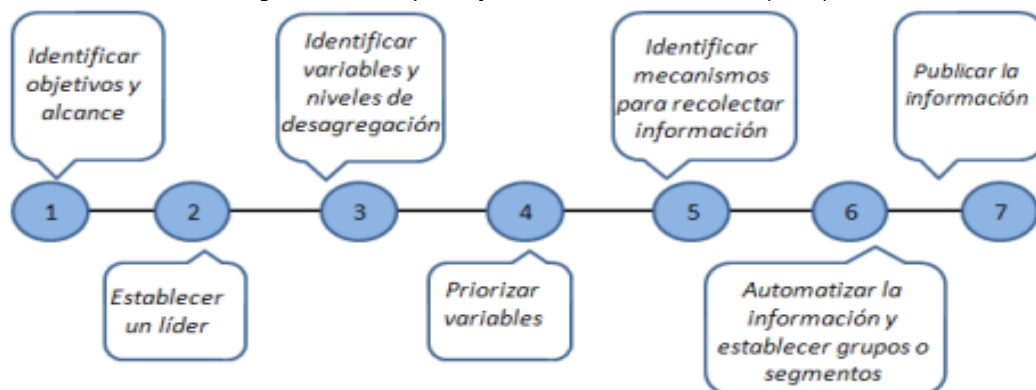 Identificar
objetivos y
alcance
1
2
Establecer
un líder
Identificar
variables y
niveles de
desagregación
3
4
Priorizar
variables
Identificar
mecanismos
para recolectar
información
5
6
Automatizar la
información y
establecer grupos o
segmentos
Publicar la
información
7